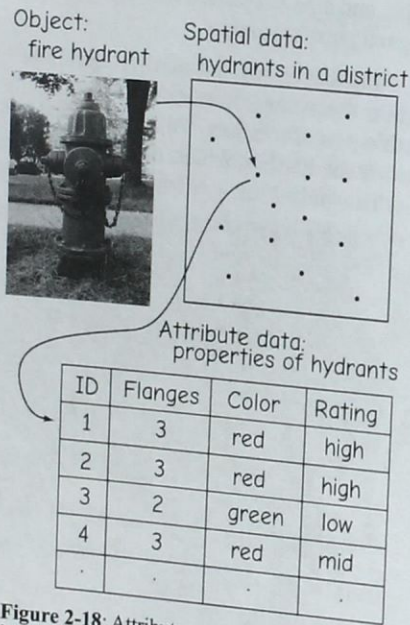 Object:
fire hydrant
Spatial data:
hydrants in a district
Attribute data:
properties of hydrants
ID Flanges Color Rating
1 3 red high
2 3 red high
3 2 green low
4 3 red mid
. . . .
Figure 2-18: